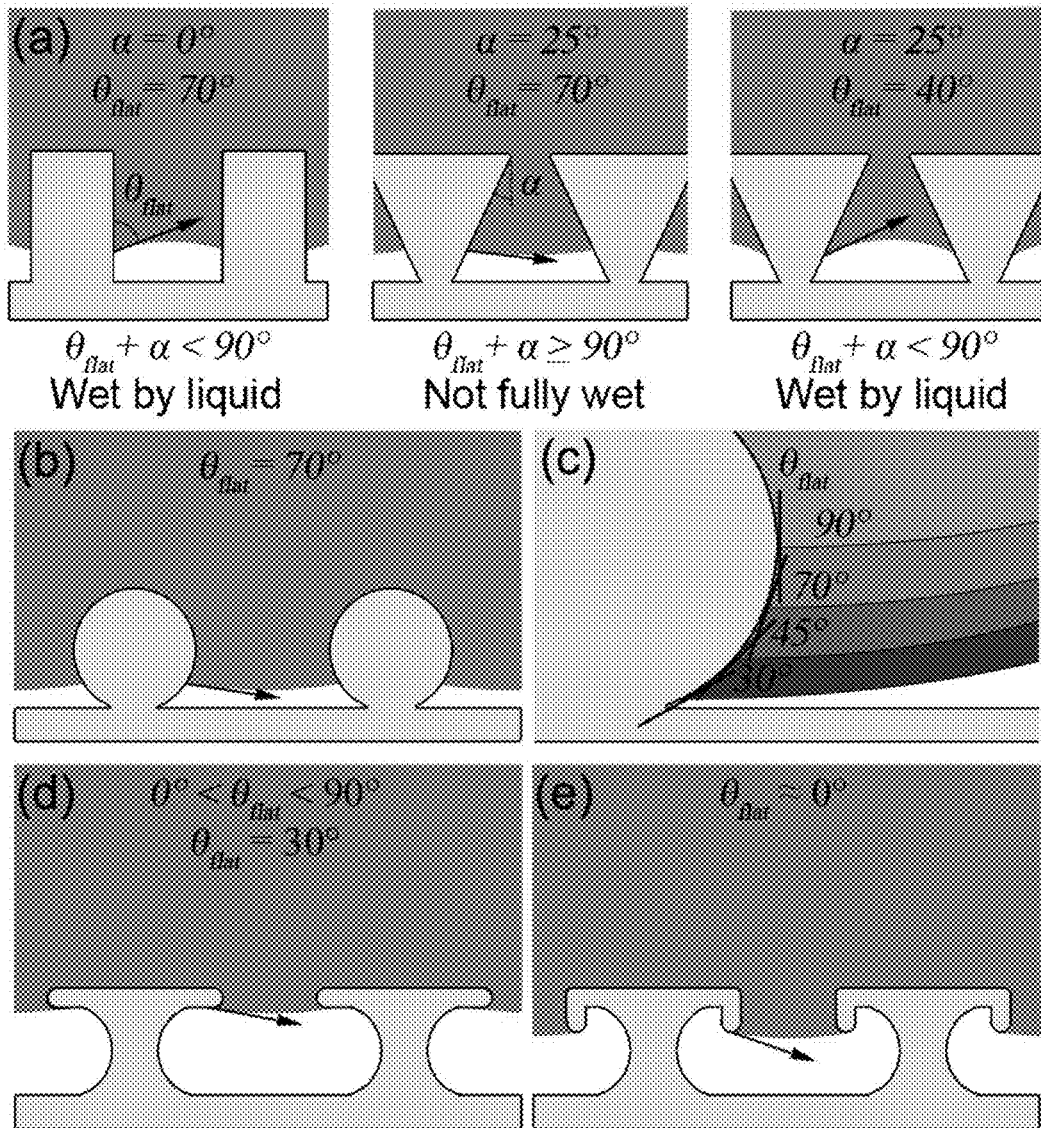 (a)
α = 0°
θflat = 70°
θflat
α = 25°
θflat = 70°
α
α = 25°
θflat = 40°
θflat + α < 90°
Wet by liquid
θflat + α ≥ 90°
Not fully wet
θflat + α < 90°
Wet by liquid
(b)
θflat = 70°
(c)
θflat
90°
70°
45°
30°
(d)
0° < θflat < 90°
θflat = 30°
(e)
θflat ≈ 0°